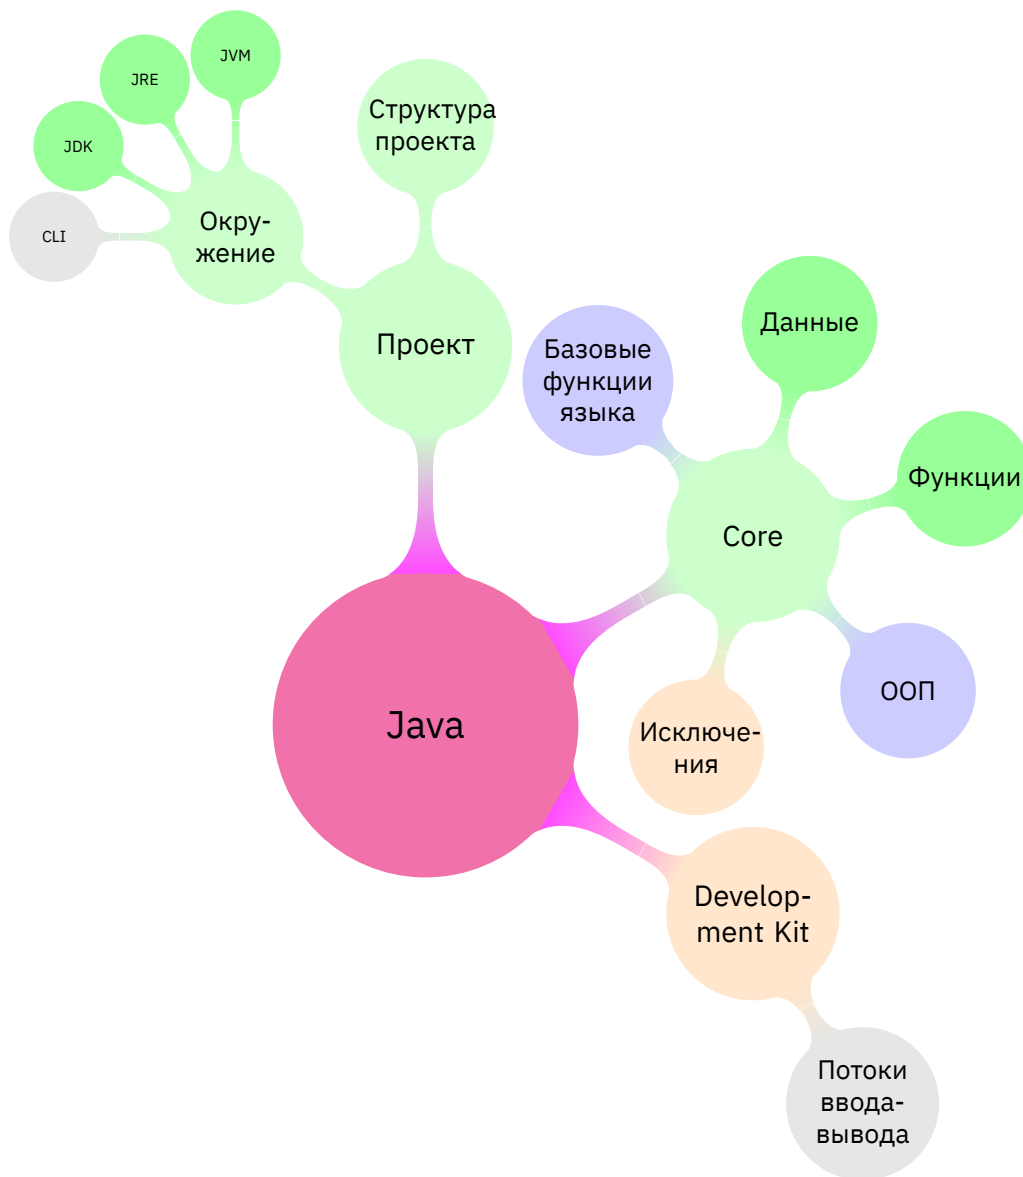 JVM
JRE
JDK
CLI
Окру-
жение
Структура
проекта
Проект
Базовые
функции
языка
Данные
Функции
Core
ООП
Исключе-
ния
Java
Develop-
ment Kit
Потоки
ввода-
вывода